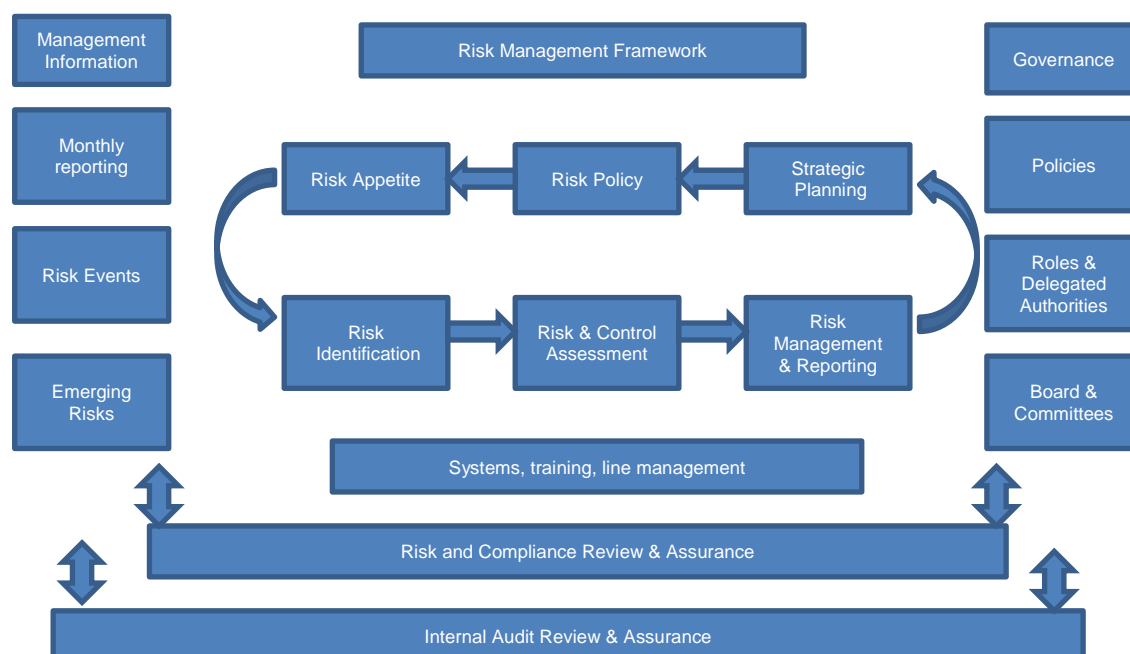 Management
Information
Risk Management Framework
Governance
Monthly
reporting
Policies
Risk Appetite
Risk Policy
Strategic
Planning
Risk Events
Roles &
Delegated
Authorities
Risk
Identification
Risk & Control
Assessment
Risk
Management
& Reporting
Emerging
Risks
Board &
Committees
Systems, training, line management
Risk and Compliance Review & Assurance
Internal Audit Review & Assurance